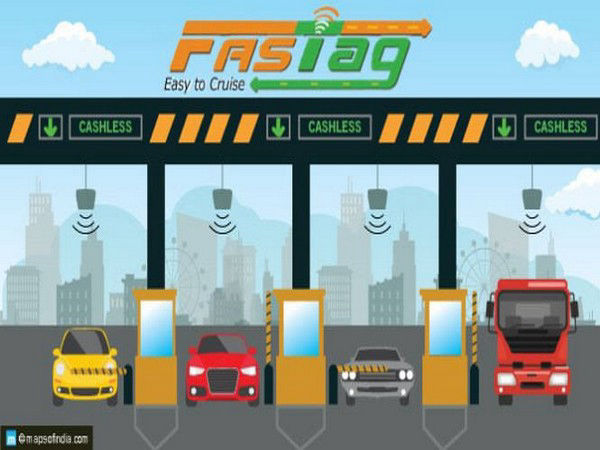 FASTag
Easy to Cruise
CASHLESS
CASHLESS
CASHLESS
m @mapsofindia.com